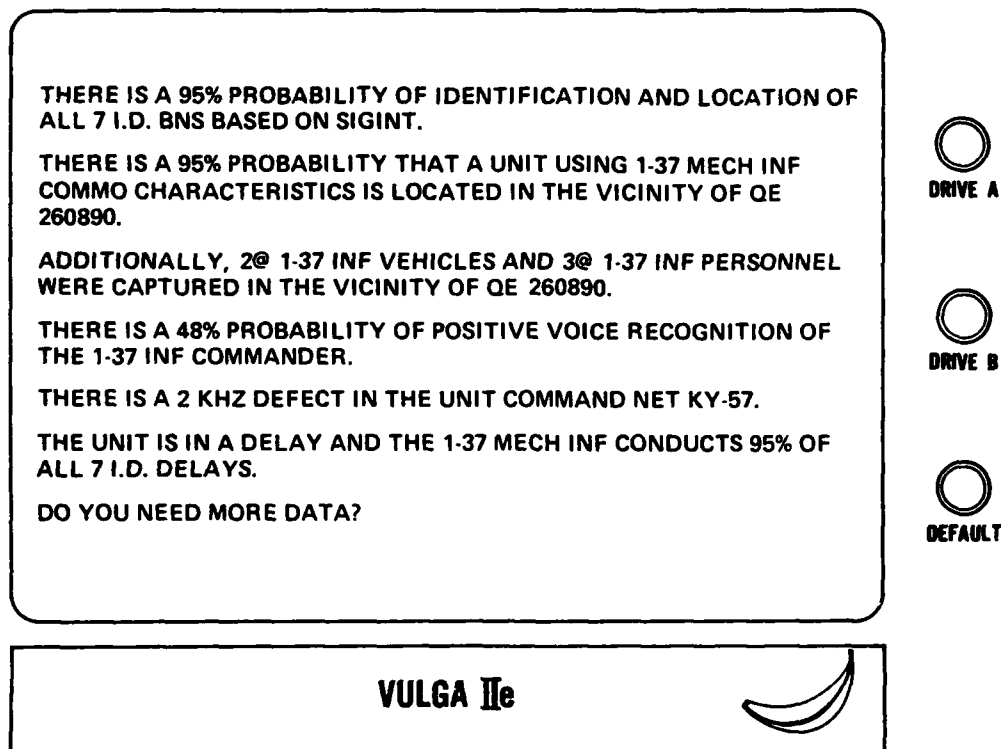 THERE IS A 95% PROBABILITY OF IDENTIFICATION AND LOCATION OF
ALL 7 I.D. BNS BASED ON SIGINT.
THERE IS A 95% PROBABILITY THAT A UNIT USING 1-37 MECH INF
COMMO CHARACTERISTICS IS LOCATED IN THE VICINITY OF QE
260890.
ADDITIONALLY, 2@ 1-37 INF VEHICLES AND 3@ 1-37 INF PERSONNEL
WERE CAPTURED IN THE VICINITY OF QE 260890.
THERE IS A 48% PROBABILITY OF POSITIVE VOICE RECOGNITION OF
THE 1-37 INF COMMANDER.
THERE IS A 2 KHZ DEFECT IN THE UNIT COMMAND NET KY-57.
THE UNIT IS IN A DELAY AND THE 1-37 MECH INF CONDUCTS 95% OF
ALL 7 I.D. DELAYS.
DO YOU NEED MORE DATA?
DRIVE A
DRIVE B
DEFAULT
VULGA IIe